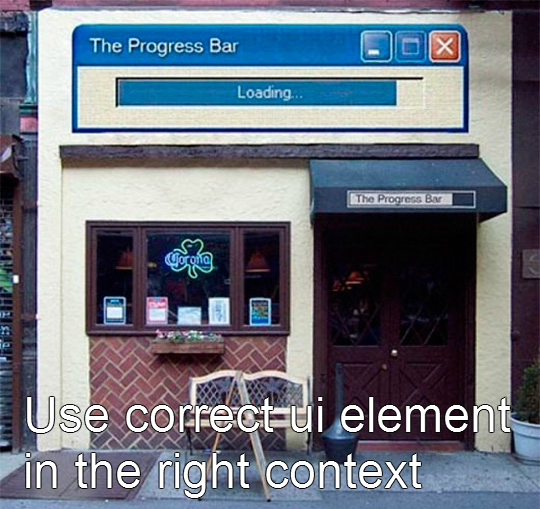 The Progress Bar
Loading...
The Progress Bar
Corona
Use correct ui element
in the right context